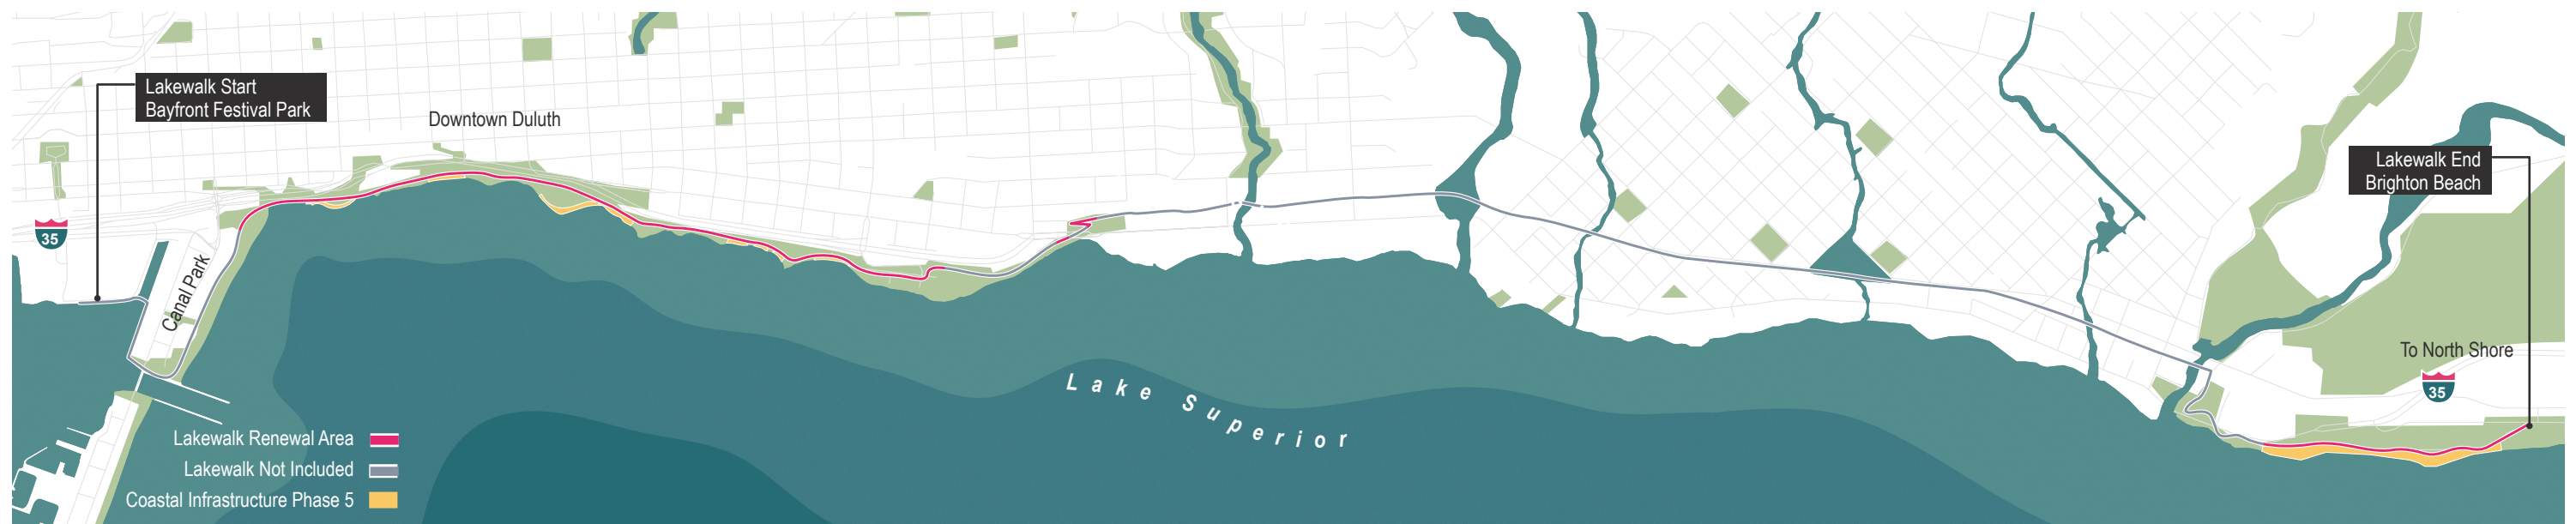 Lakewalk Start
Bayfront Festival Park
Downtown Duluth
35
Canal Park
Lakewalk End
Brighton Beach
To North Shore
35
Lake Superior
Lakewalk Renewal Area
Lakewalk Not Included
Coastal Infrastructure Phase 5